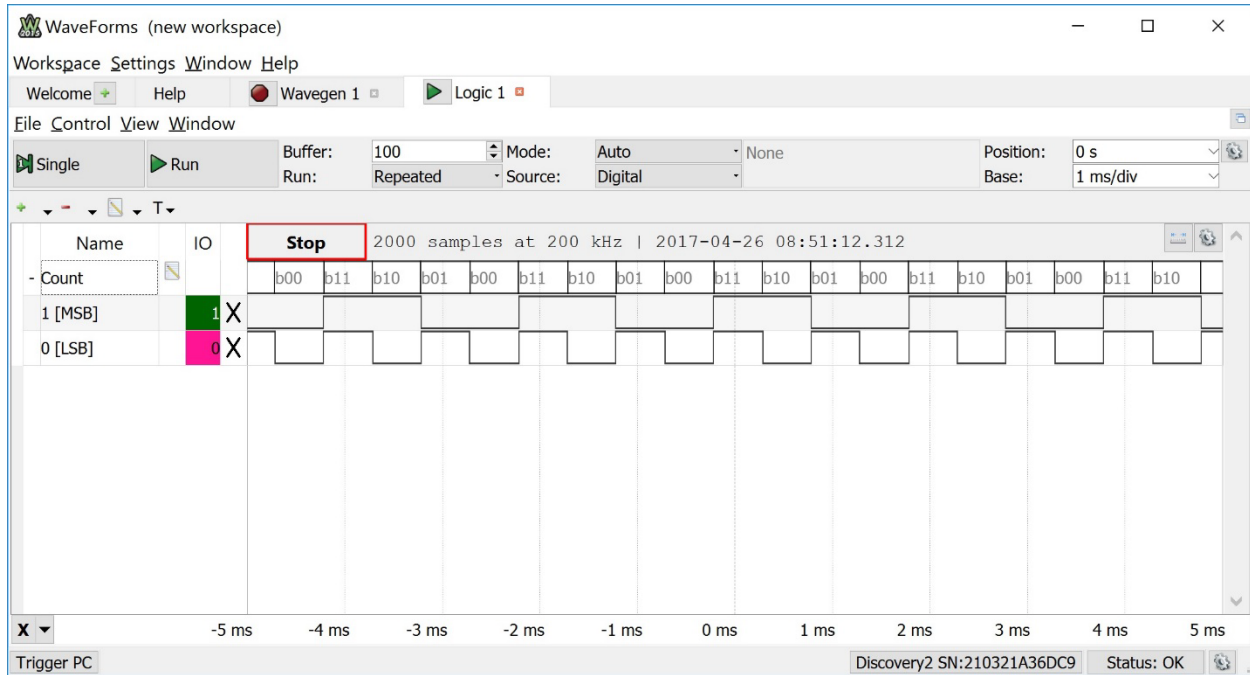 WaveForms (new workspace)
Workspace Settings Window Help
Welcome Help Wavegen 1 Logic 1
File Control View Window
Single Run Buffer: 100 Mode: Auto None Position: 0 s
Run: Repeated Source: Digital Base: 1 ms/div
T
Name IO Stop 2000 samples at 200 kHz | 2017-04-26 08:51:12.312
- Count b00 b11 b10 b01 b00 b11 b10 b01 b00 b11 b10 b01 b00 b11 b10 b01 b00 b11 b10
1 [MSB] 1 X
0 [LSB] 0 X
X -5 ms -4 ms -3 ms -2 ms -1 ms 0 ms 1 ms 2 ms 3 ms 4 ms 5 ms
Trigger PC Discovery2 SN:210321A36DC9 Status: OK